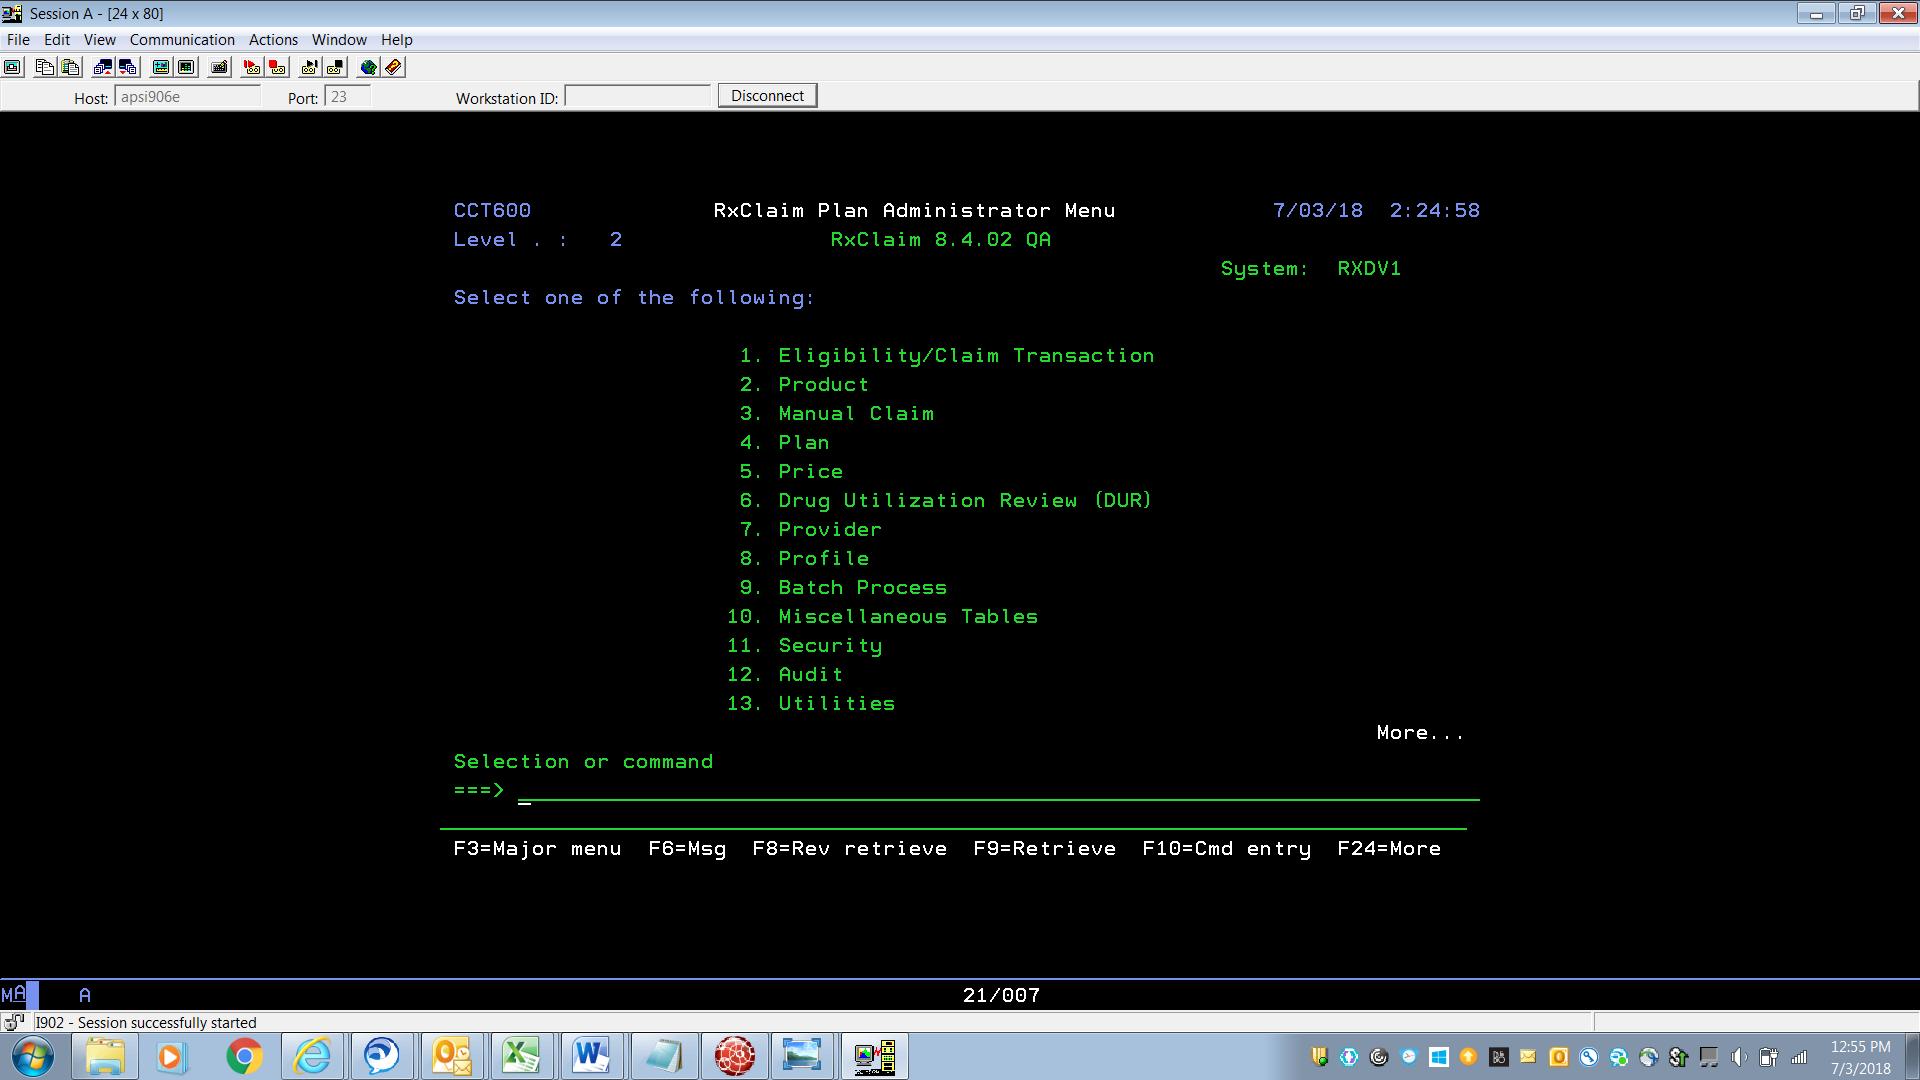 Session A - [24 x 80]
File Edit View Communication Actions Window Help
Host: apsi906e Port: 23 Workstation ID: Disconnect
CCT600 RxClaim Plan Administrator Menu 7/03/18 2:24:58
Level . : 2 RxClaim 8.4.02 QA
System: RXDV1
Select one of the following:
1. Eligibility/Claim Transaction
2. Product
3. Manual Claim
4. Plan
5. Price
6. Drug Utilization Review (DUR)
7. Provider
8. Profile
9. Batch Process
10. Miscellaneous Tables
11. Security
12. Audit
13. Utilities
More...
Selection or command
===>
F3=Major menu F6=Msg F8=Rev retrieve F9=Retrieve F10=Cmd entry F24=More
MA A 21/007
I902 - Session successfully started
12:55 PM
7/3/2018